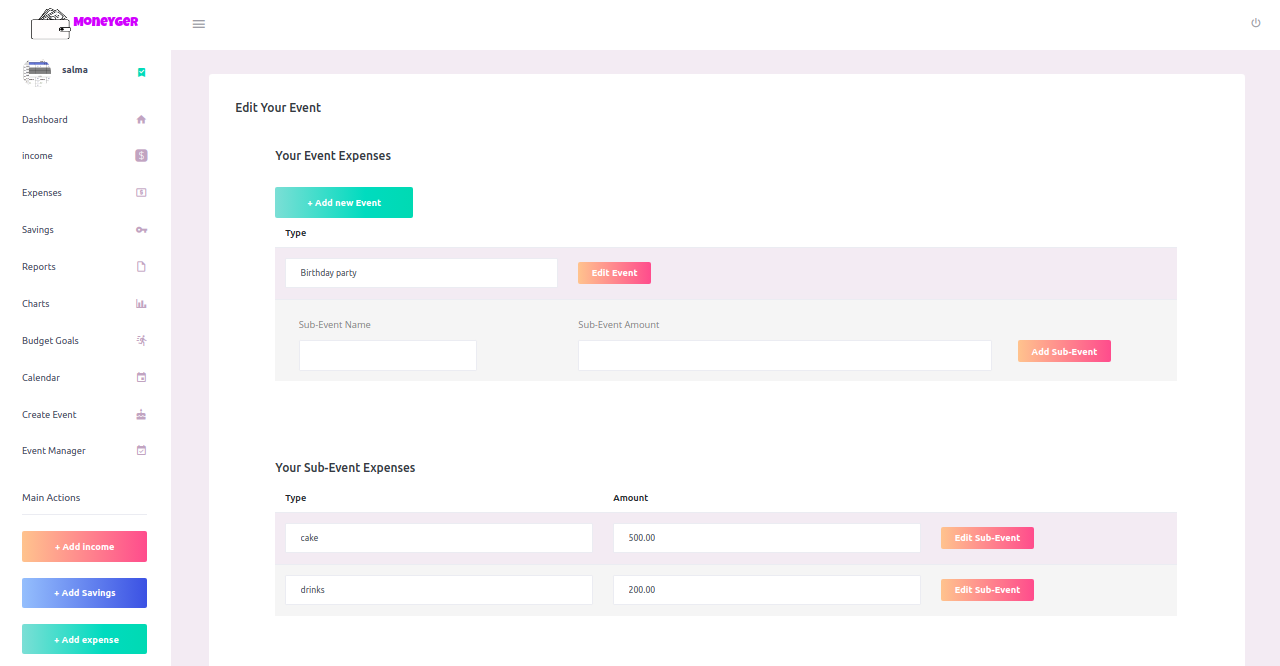 MONEYGER
salma
Dashboard
income
Expenses
Savings
Reports
Charts
Budget Goals
Calendar
Create Event
Event Manager
Main Actions
+ Add income
+ Add Savings
+ Add expense
Edit Your Event
Your Event Expenses
+ Add new Event
Type
Birthday party Edit Event
Sub-Event Name Sub-Event Amount
Add Sub-Event
Your Sub-Event Expenses
Type Amount
cake 500.00 Edit Sub-Event
drinks 200.00 Edit Sub-Event